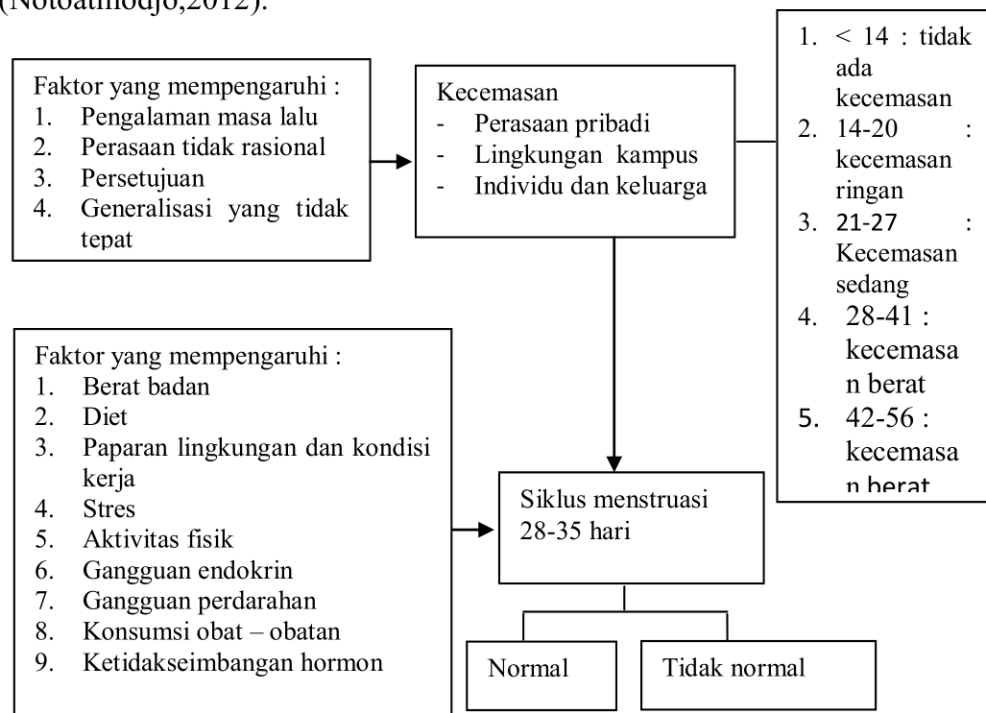 (Notoatmodjo,2012).
Faktor yang mempengaruhi :
1. Pengalaman masa lalu
2. Perasaan tidak rasional
3. Persetujuan
4. Generalisasi yang tidak
tepat
Kecemasan
- Perasaan pribadi
- Lingkungan kampus
- Individu dan keluarga
1. < 14 : tidak
ada
kecemasan
2. 14-20 :
kecemasan
ringan
3. 21-27 :
Kecemasan
sedang
4. 28-41 :
kecemasa
n berat
5. 42-56 :
kecemasa
n berat
Faktor yang mempengaruhi :
1. Berat badan
2. Diet
3. Paparan lingkungan dan kondisi
kerja
4. Stres
5. Aktivitas fisik
6. Gangguan endokrin
7. Gangguan perdarahan
8. Konsumsi obat – obatan
9. Ketidakseimbangan hormon
Siklus menstruasi
28-35 hari
Normal
Tidak normal